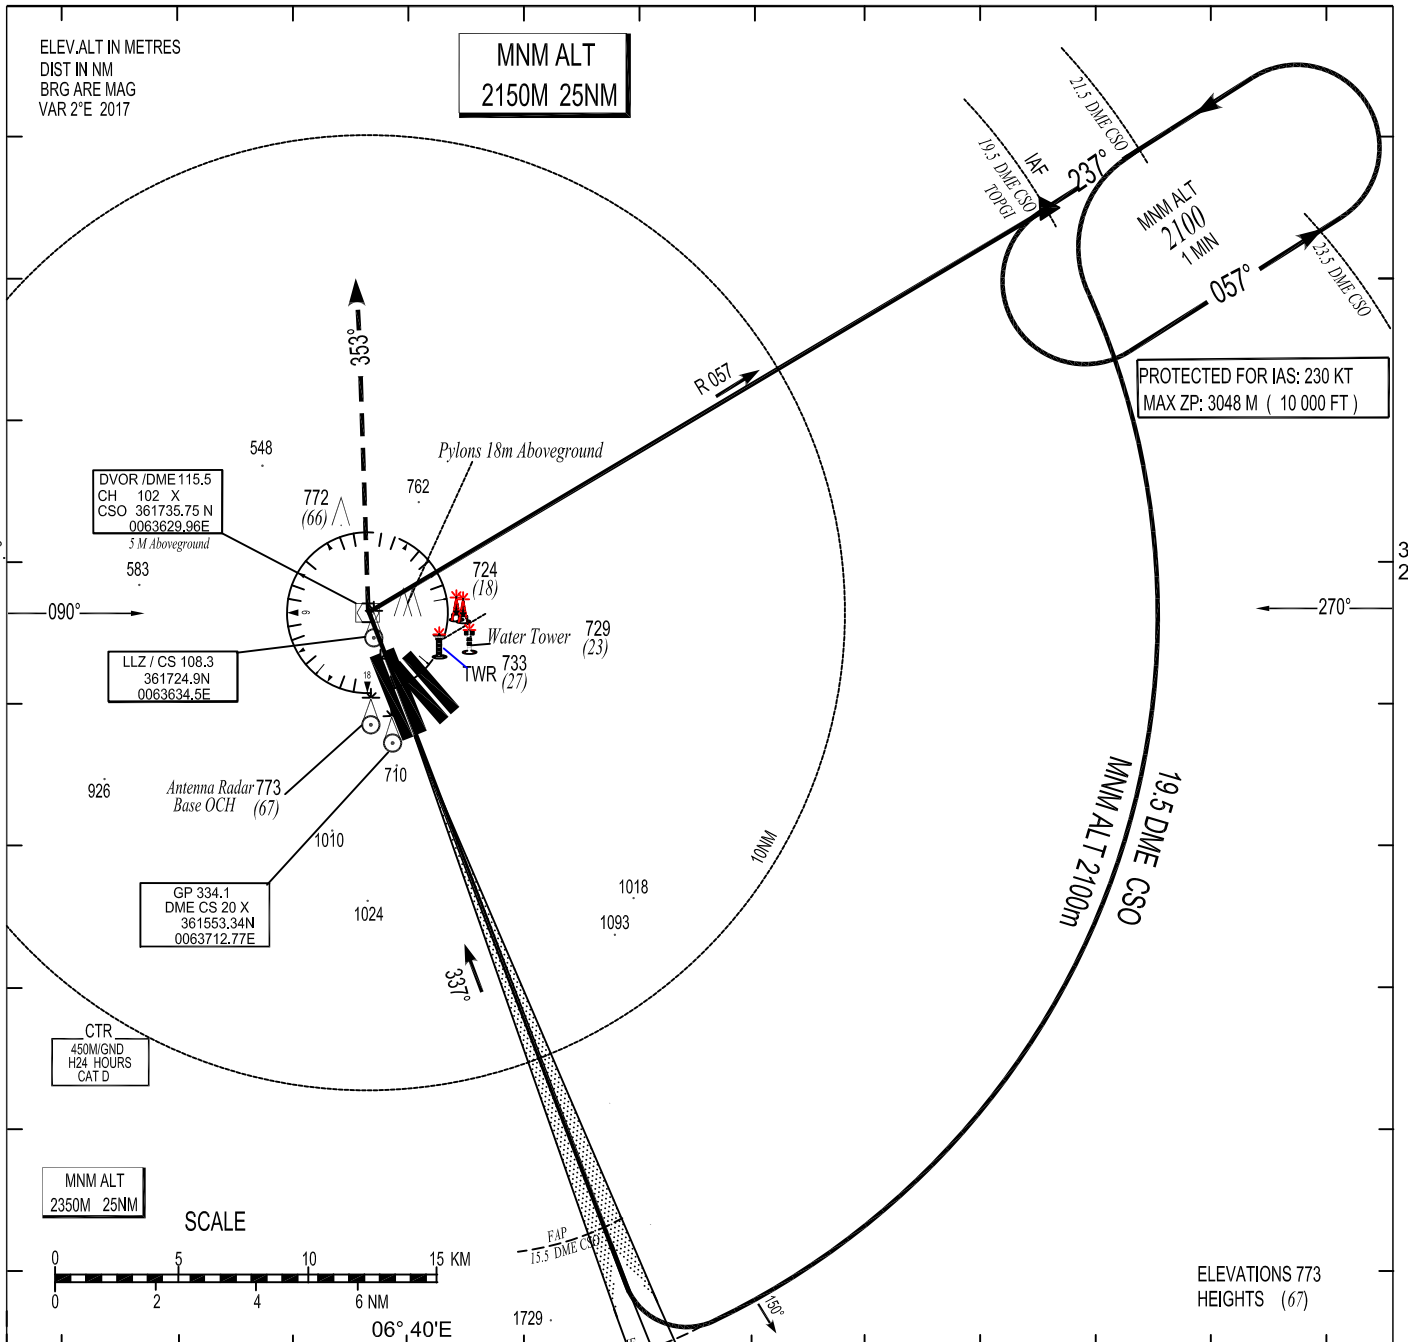 ELEV.ALT IN METRES
DIST IN NM
BRG ARE MAG
VAR 2°E 2017
MNM ALT
2150M 25NM
21.5 DME CSO
19.5 DME CSO
IAF
TOPGI
237°
MNM ALT
2100
1 MIN
057°
23.5 DME CSO
PROTECTED FOR IAS: 230 KT
MAX ZP: 3048 M ( 10 000 FT )
353°
R 057
548
Pylons 18m Aboveground
762
772
(66)
DVOR /DME 115.5
CH 102 X
CSO 361735.75 N
0063629.96E
5 M Aboveground
583
724
(18)
090°
9
270°
729
(23)
Water Tower
733
(27)
TWR
LLZ / CS 108.3
361724.9N
0063634.5E
18
710
926
Antenna Radar 773
Base OCH (67)
1010
10NM
19.5 DME CSO
MNM ALT 2100m
GP 334.1
DME CS 20 X
361553.34N
0063712.77E
1024
1018
1093
337°
CTR
450M/GND
H24 HOURS
CAT D
MNM ALT
2350M 25NM
SCALE
0 5 10 15 KM
0 2 4 6 NM
FAP
15.5 DME CSO
1729
150°
06° 40'E
ELEVATIONS 773
HEIGHTS (67)